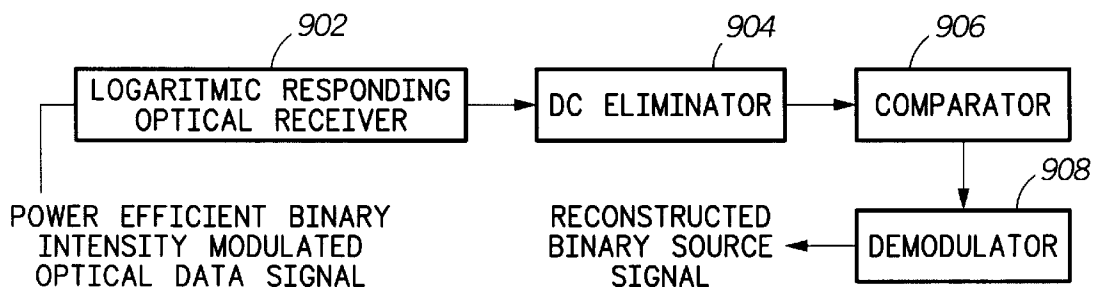 902
904
906
LOGARITMIC RESPONDING
OPTICAL RECEIVER
DC ELIMINATOR
COMPARATOR
908
POWER EFFICIENT BINARY
INTENSITY MODULATED
OPTICAL DATA SIGNAL
RECONSTRUCTED
BINARY SOURCE
SIGNAL
DEMODULATOR